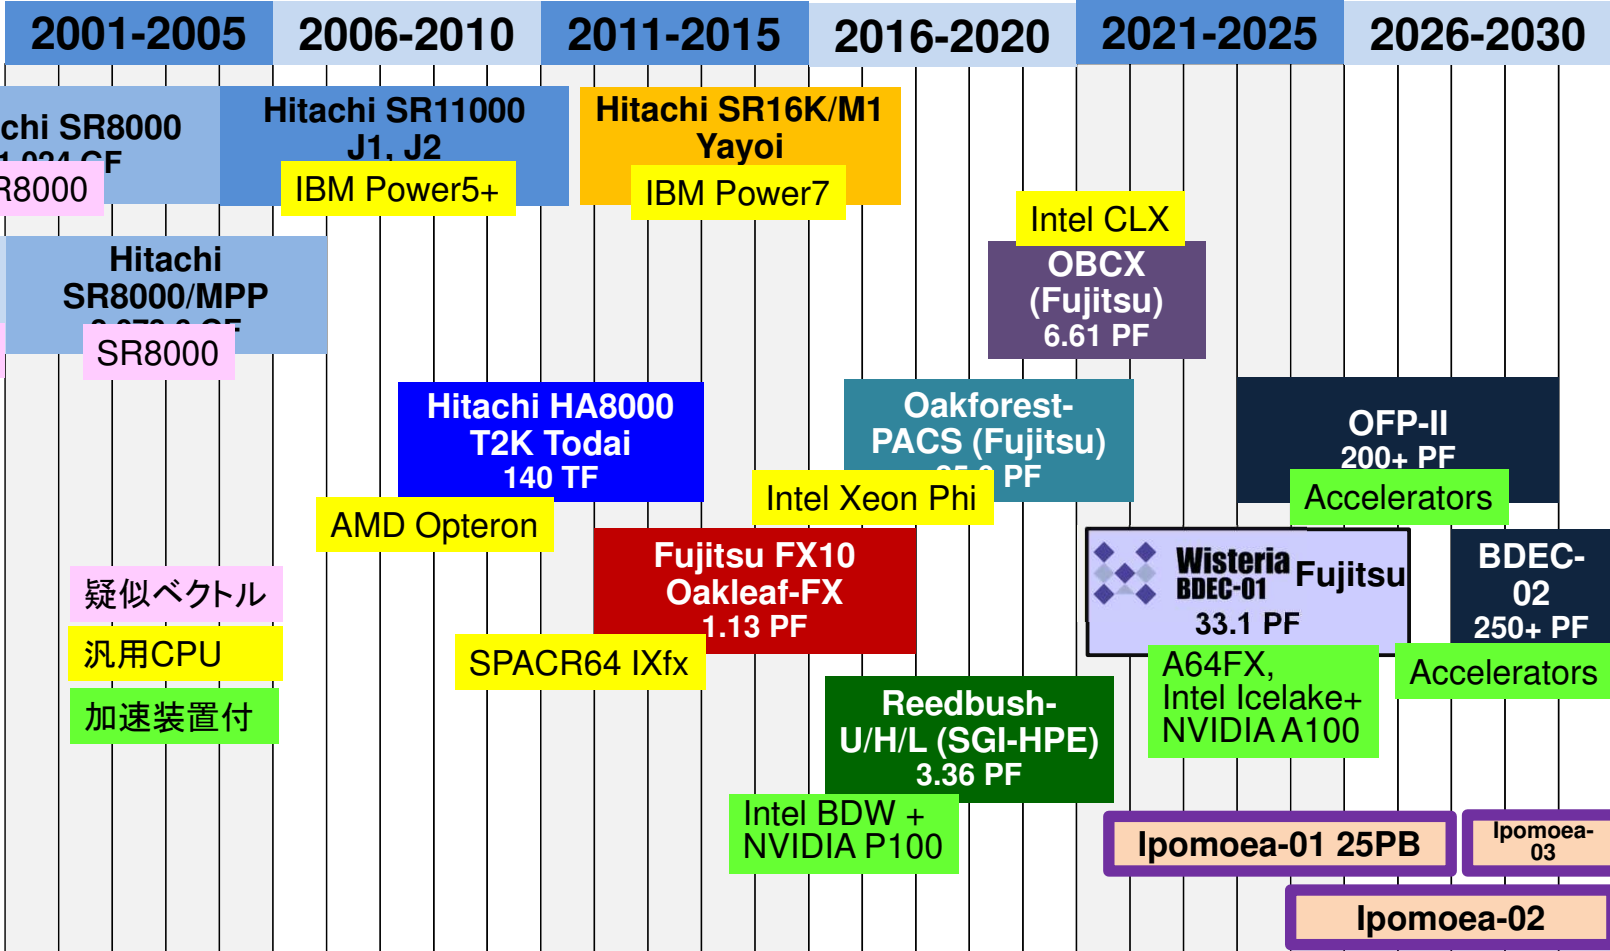 2001-2005
2006-2010
2011-2015
2016-2020
2021-2025
2026-2030
chi SR8000
R8000
Hitachi SR11000
J1, J2
IBM Power5+
Hitachi SR16K/M1
Yayoi
IBM Power7
Intel CLX
OBCX
(Fujitsu)
6.61 PF
Hitachi
SR8000/MPP
SR8000
Hitachi HA8000
T2K Todai
140 TF
AMD Opteron
Oakforest-
PACS (Fujitsu)
PF
Intel Xeon Phi
OFP-II
200+ PF
Accelerators
Fujitsu FX10
Oakleaf-FX
1.13 PF
SPACR64 IXfx
Wisteria
BDEC-01
Fujitsu
33.1 PF
A64FX,
Intel Icelake+
NVIDIA A100
BDEC-
02
250+ PF
Accelerators
疑似ベクトル
汎用CPU
加速装置付
Reedbush-
U/H/L (SGI-HPE)
3.36 PF
Intel BDW +
NVIDIA P100
Ipomoea-01 25PB
Ipomoea-
03
Ipomoea-02